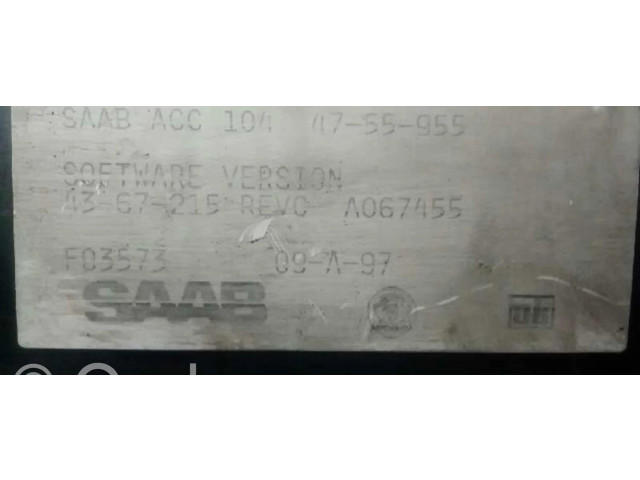 SAAB ACC 104 47-55-955
SOFTWARE VERSION
43-67-215 REVC A067455
F03573 09-A-97
SAAB